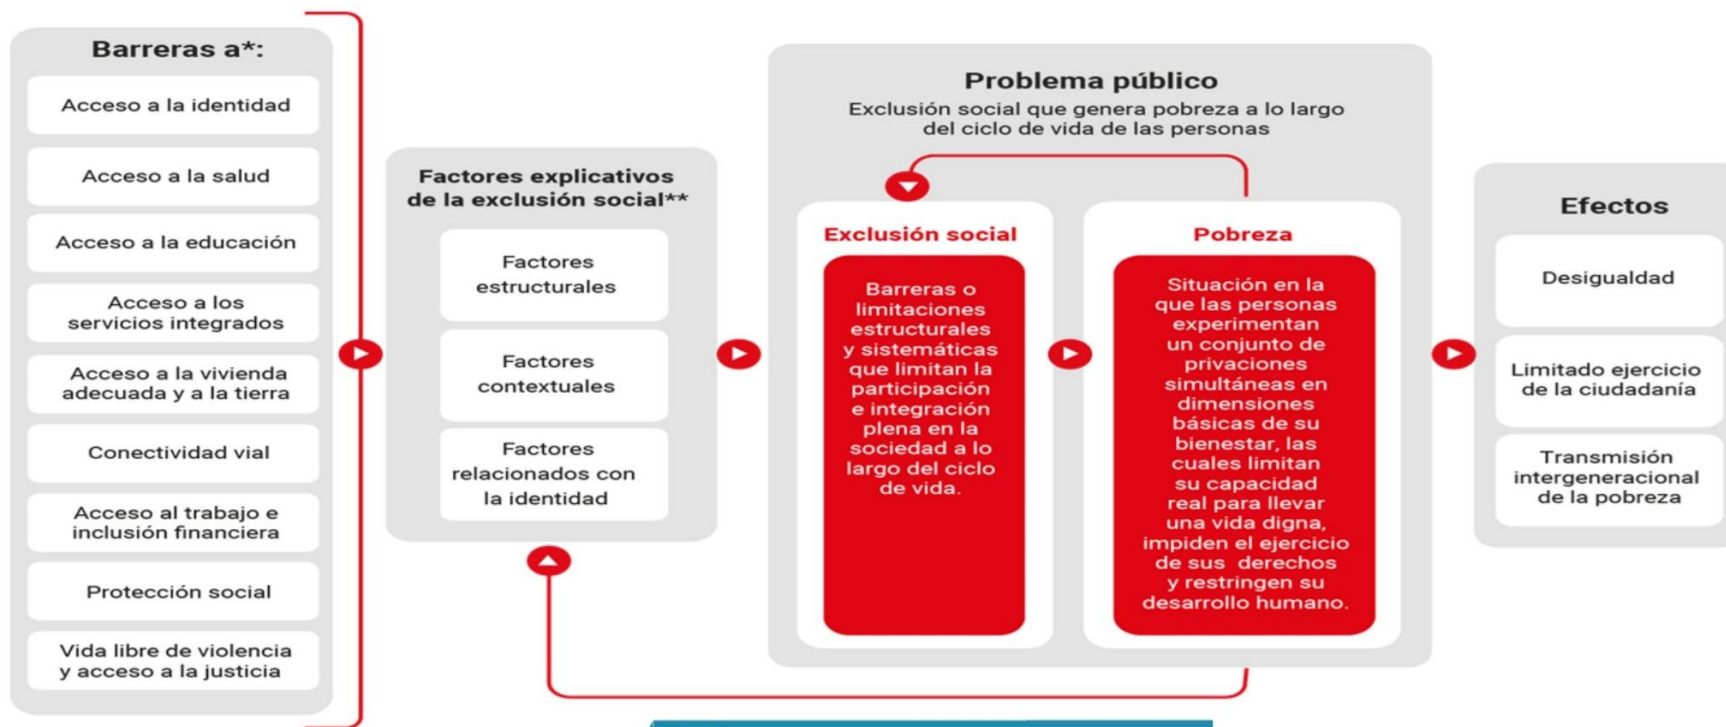 Barreras a*:
Acceso a la identidad
Acceso a la salud
Acceso a la educación
Acceso a los
servicios integrados
Acceso a la vivienda
adecuada y a la tierra
Conectividad vial
Acceso al trabajo e
inclusión financiera
Protección social
Vida libre de violencia
y acceso a la justicia
Factores explicativos
de la exclusión social**
Factores
estructurales
Factores
contextuales
Factores
relacionados con
la identidad
Problema público
Exclusión social que genera pobreza a lo largo
del ciclo de vida de las personas
Exclusión social
Barreras o
limitaciones
estructurales
y sistemáticas
que limitan la
participación
e integración
plena en la
sociedad a lo
largo del ciclo
de vida.
Pobreza
Situación en la
que las personas
experimentan
un conjunto de
privaciones
simultáneas en
dimensiones
básicas de su
bienestar, las
cuales limitan
su capacidad
real para llevar
una vida digna,
impiden el ejercicio
de sus derechos
y restringen su
desarrollo humano.
Efectos
Desigualdad
Limitado ejercicio
de la ciudadanía
Transmisión
intergeneracional
de la pobreza